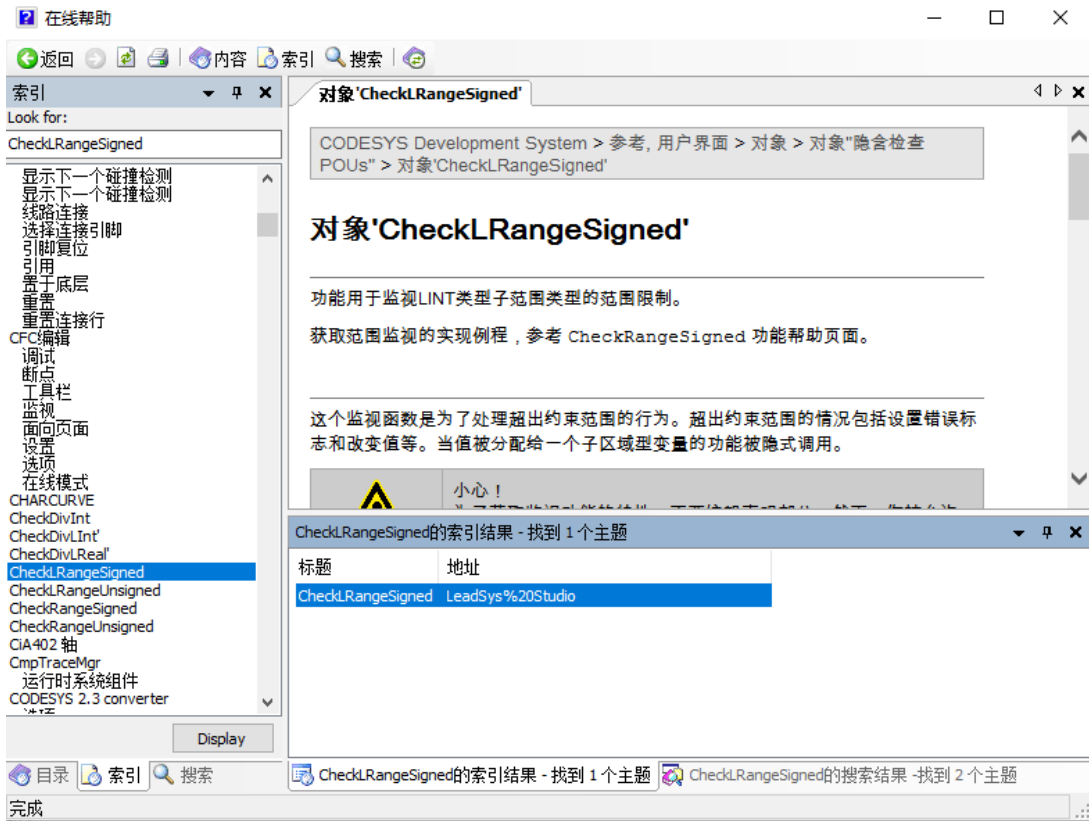 在线帮助
返回 内容 索引 搜索
索引
Look for:
CheckLRangeSigned
显示下一个碰撞检测
显示下一个碰撞检测
线路连接
选择连接引脚
引脚复位
引用
置于底层
重置
重置连接行
CFC编辑
调试
断点
工具栏
监视
面向页面
设置
选项
在线模式
CHARCURVE
CheckDivInt
CheckDivLInt'
CheckDivLReal'
CheckLRangeSigned
CheckLRangeUnsigned
CheckRangeSigned
CheckRangeUnsigned
CiA402 轴
CmpTraceMgr
运行时系统组件
CODESYS 2.3 converter
Display
目录 索引 搜索
对象'CheckLRangeSigned'
CODESYS Development System > 参考, 用户界面 > 对象 > 对象"隐含检查
POUs" > 对象'CheckLRangeSigned'
对象'CheckLRangeSigned'
功能用于监视LINT类型子范围类型的范围限制。
获取范围监视的实现例程，参考 CheckRangeSigned 功能帮助页面。
这个监视函数是为了处理超出约束范围的行为。超出约束范围的情况包括设置错误标
志和改变值等。当值被分配给一个子区域型变量的功能被隐式调用。
小心！
CheckLRangeSigned的索引结果 - 找到 1 个主题
标题 地址
CheckLRangeSigned LeadSys%20Studio
CheckLRangeSigned的索引结果 - 找到 1 个主题 CheckLRangeSigned的搜索结果 -找到 2 个主题
完成